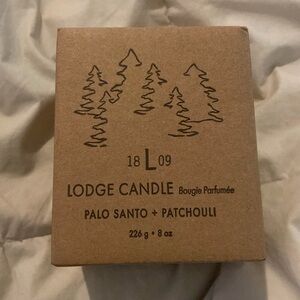 18 L 09
LODGE CANDLE Bougie Parfumée
PALO SANTO + PATCHOULI
226 g • 8 oz